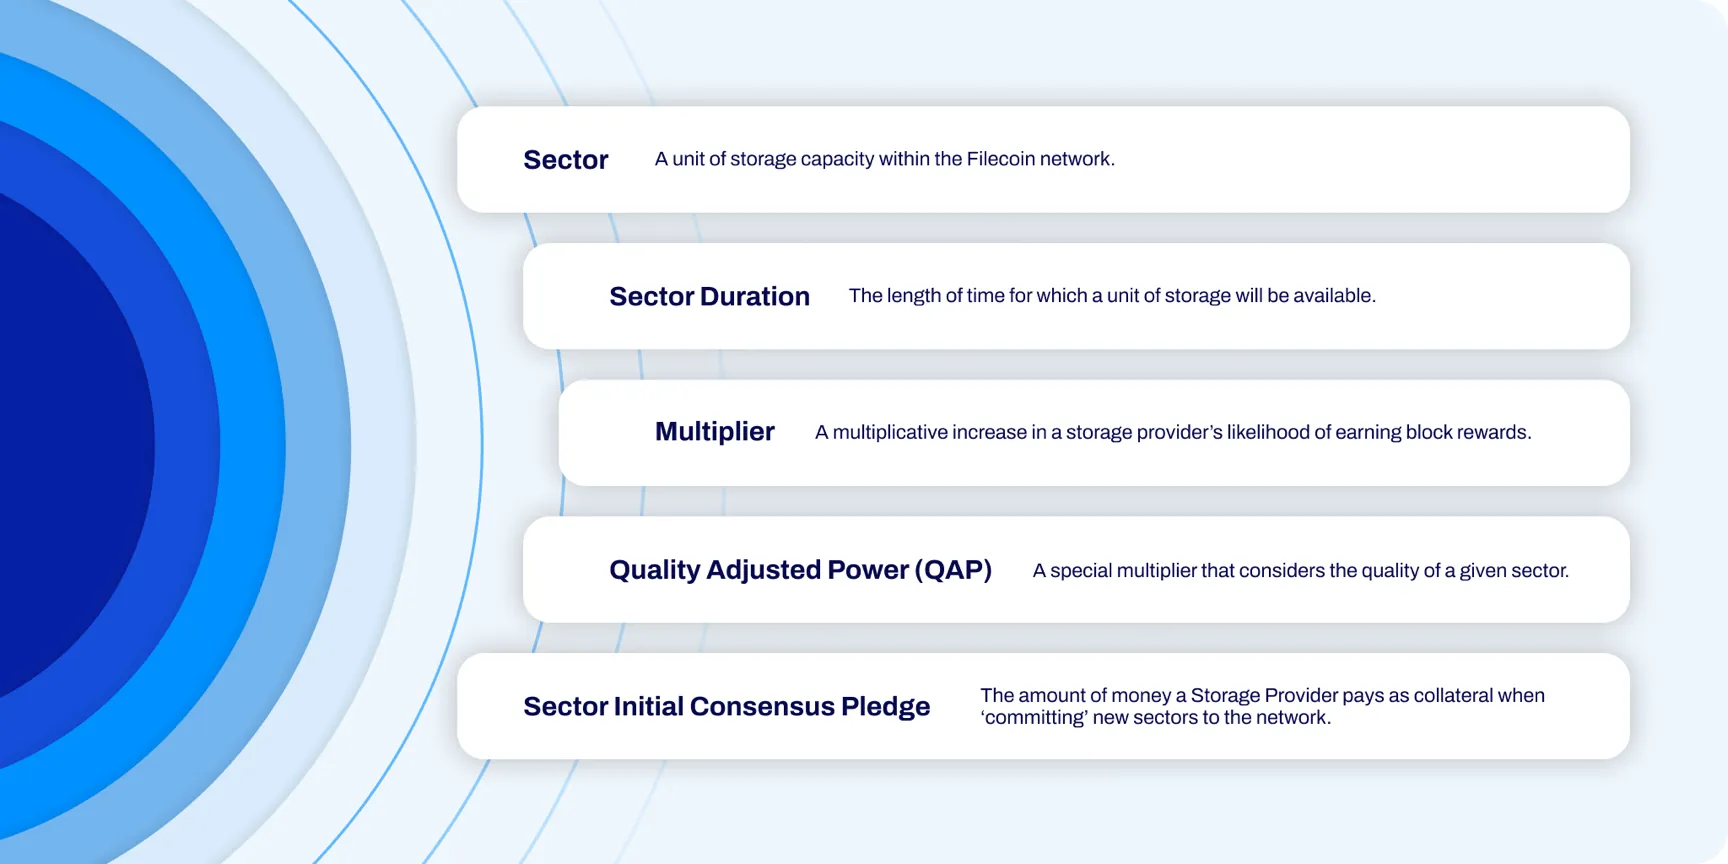 Sector
A unit of storage capacity within the Filecoin network.
Sector Duration
The length of time for which a unit of storage will be available.
Multiplier
A multiplicative increase in a storage provider’s likelihood of earning block rewards.
Quality Adjusted Power (QAP)
A special multiplier that considers the quality of a given sector.
Sector Initial Consensus Pledge
The amount of money a Storage Provider pays as collateral when
‘committing’ new sectors to the network.